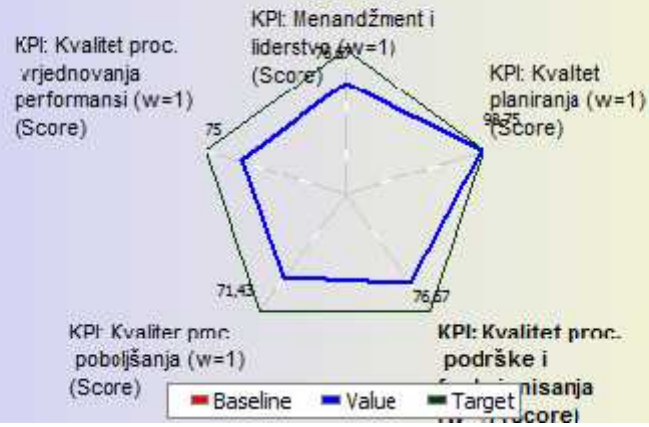 KPI: Menandžment i
liderstvo (w=1)
(Score)
KPI: Kvalitet proc.
vrjednovanja
performansi (w=1)
(Score)
KPI: Kvaltet
planiranja (w=1)
(Score)
98,75
75
71,43
76,67
KPI: Kvaliter proc.
poboljšanja (w=1)
(Score)
KPI: Kvalitet proc.
podrške i
Baseline Value Target